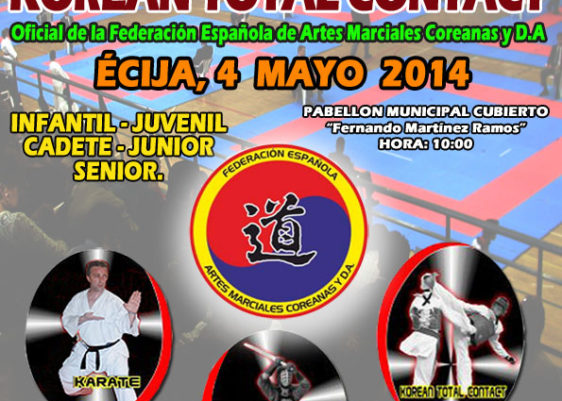 KOREAN TOTAL CONTACT
Oficial de la Federación Española de Artes Marciales Coreanas y D.A
ÉCIJA, 4 MAYO 2014
PABELLON MUNICIPAL CUBIERTO
"Fernando Martínez Ramos"
HORA: 10:00
INFANTIL - JUVENIL
CADETE - JUNIOR
SENIOR.
FEDERACIÓN ESPAÑOLA
道
ARTES MARCIALES COREANAS Y D.A.
KARATE
KOREAN TOTAL CONTACT